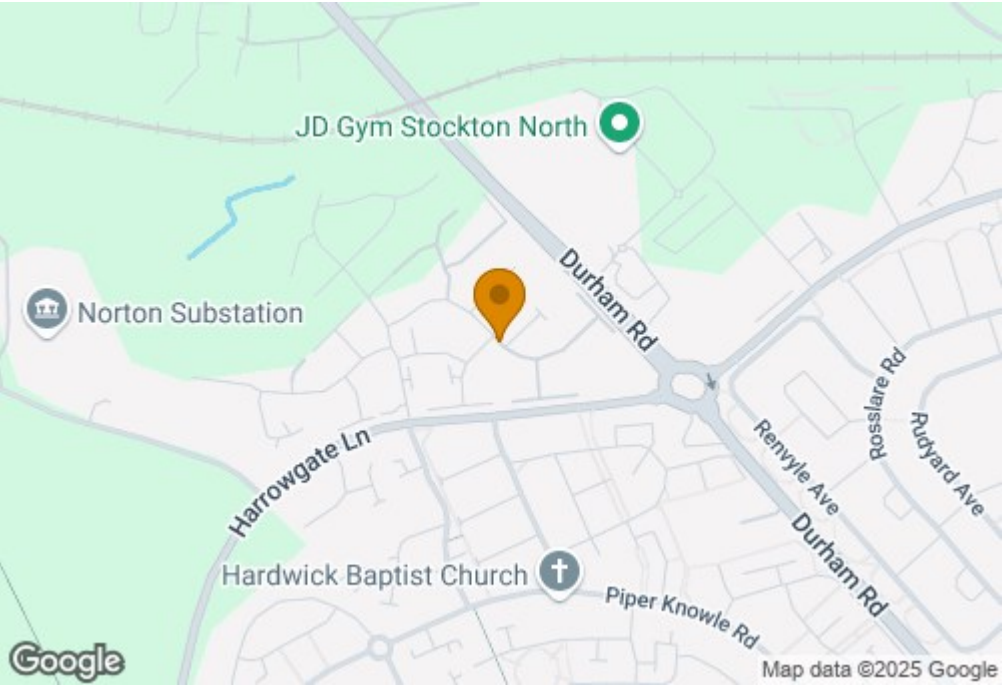 JD Gym Stockton North
Durham Rd
Norton Substation
Rosslare Rd
Rudyard Ave
Renvyle Ave
Harrowgate Ln
Durham Rd
Hardwick Baptist Church
Piper Knowle Rd
Google
Map data ©2025 Google